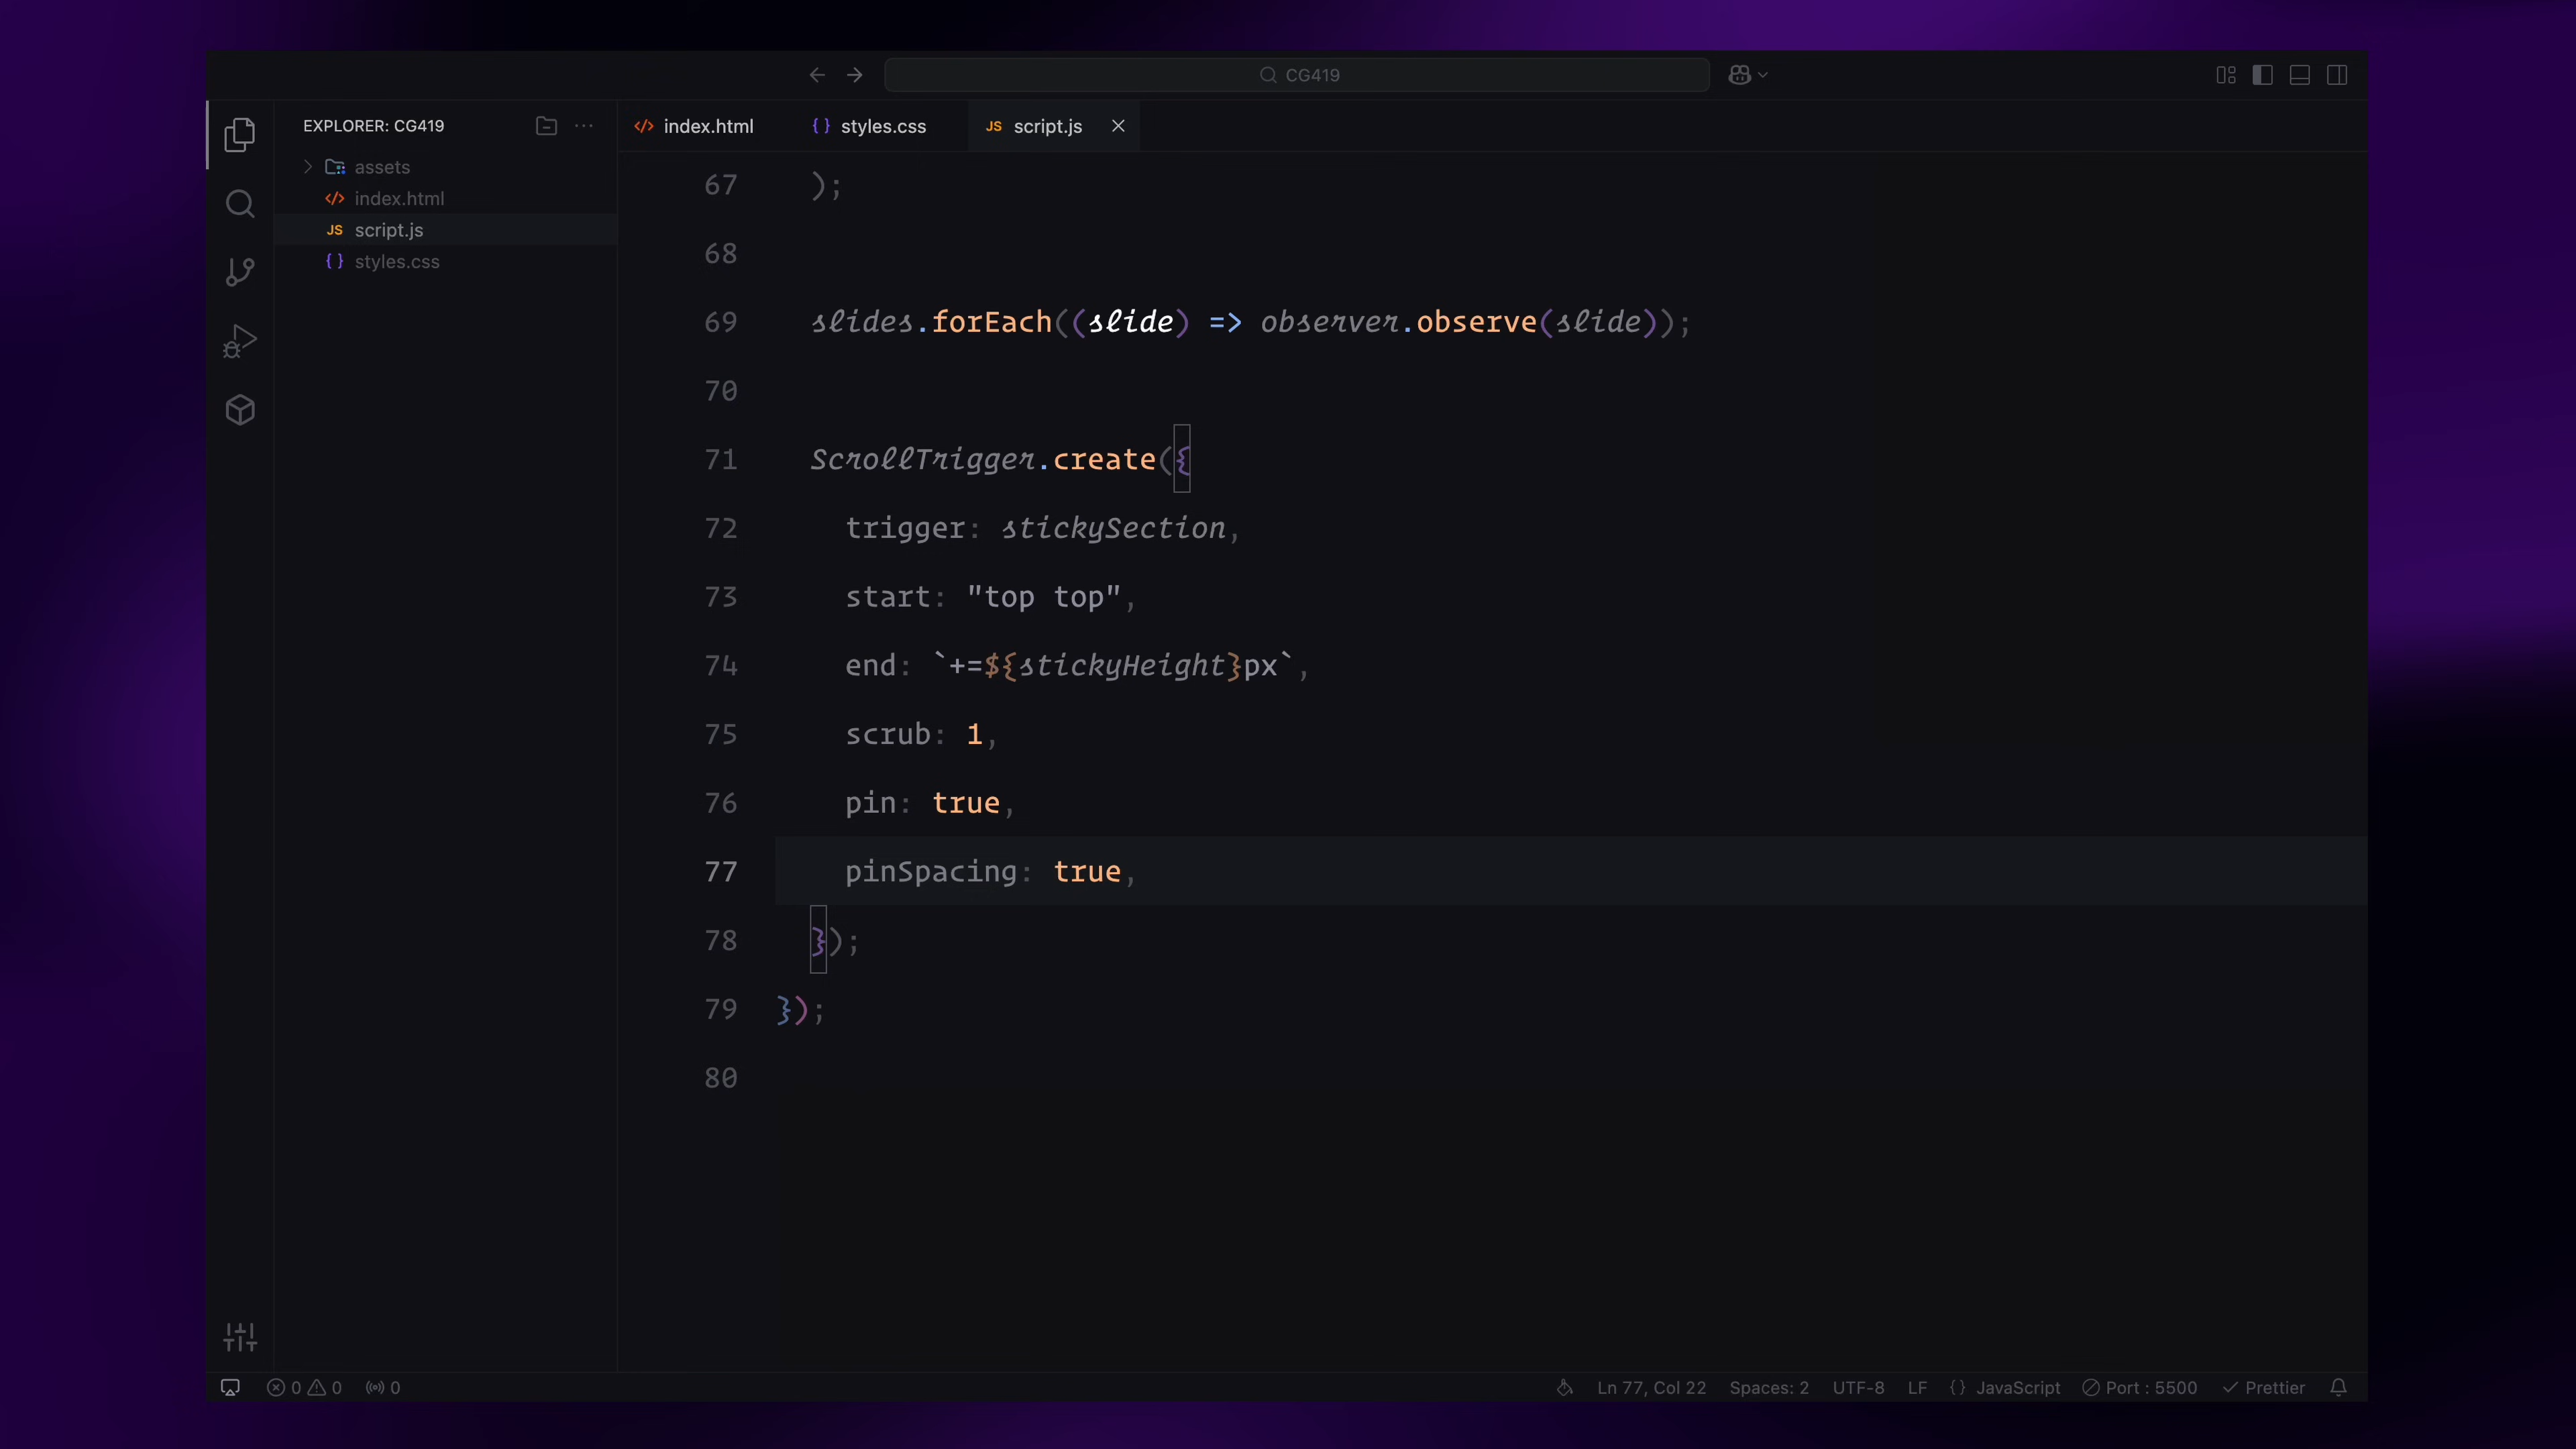 CG419
EXPLORER: CG419
assets
index.html
JS script.js
styles.css
index.html
styles.css
JS script.js
67 );
68
69 slides.forEach((slide) => observer.observe(slide));
70
71 ScrollTrigger.create({
72 trigger: stickySection,
73 start: "top top",
74 end: `+=${stickyHeight}px`,
75 scrub: 1,
76 pin: true,
77 pinSpacing: true,
78 });
79 });
80
0 0 0
Ln 77, Col 22 Spaces: 2 UTF-8 LF {} JavaScript Port : 5500 Prettier